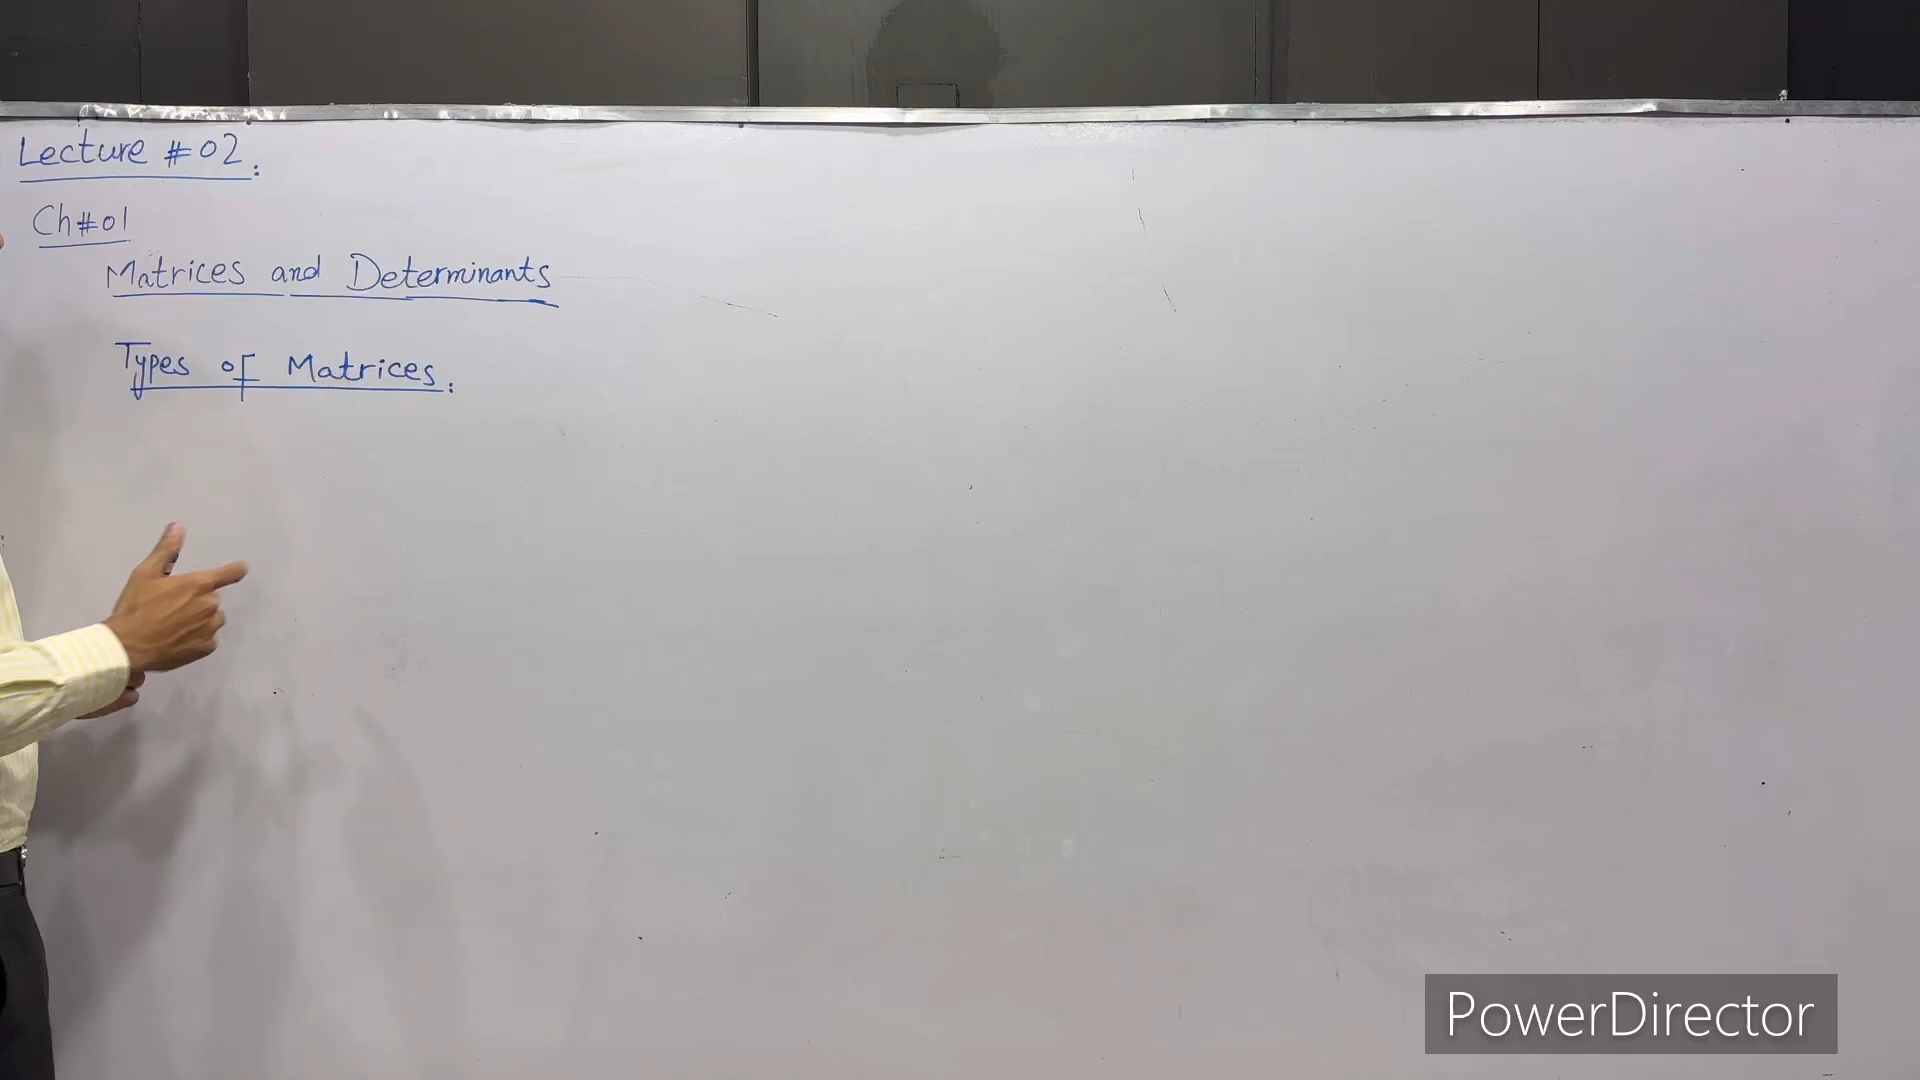 Lecture #02:
Ch#01
Matrices and Determinants
Types of Matrices:
PowerDirector